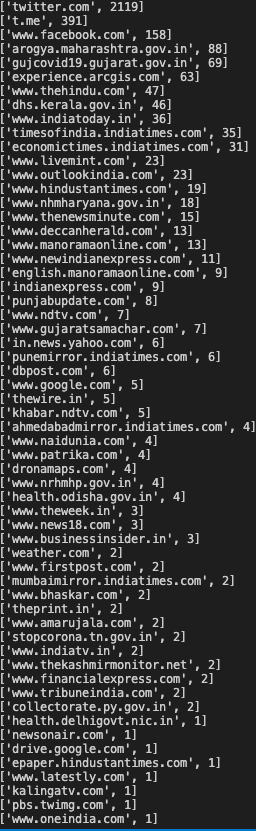 ['twitter.com', 2119]
['t.me', 391]
['www.facebook.com', 158]
['arogya.maharashtra.gov.in', 88]
['gujcovid19.gujarat.gov.in', 69]
['experience.arcgis.com', 63]
['www.thehindu.com', 47]
['dhs.kerala.gov.in', 46]
['www.indiatoday.in', 36]
['timesofindia.indiatimes.com', 35]
['economictimes.indiatimes.com', 31]
['www.livemint.com', 23]
['www.outlookindia.com', 23]
['www.hindustantimes.com', 19]
['www.nhmharyana.gov.in', 18]
['www.thenewsminute.com', 15]
['www.deccanherald.com', 13]
['www.manoramaonline.com', 13]
['www.newindianexpress.com', 11]
['english.manoramaonline.com', 9]
['indianexpress.com', 9]
['punjabupdate.com', 8]
['www.ndtv.com', 7]
['www.gujaratsamachar.com', 7]
['in.news.yahoo.com', 6]
['punemirror.indiatimes.com', 6]
['dbpost.com', 6]
['www.google.com', 5]
['thewire.in', 5]
['khabar.ndtv.com', 5]
['ahmedabadmirror.indiatimes.com', 4]
['www.naidunia.com', 4]
['www.patrika.com', 4]
['dronamaps.com', 4]
['www.nrhmhp.gov.in', 4]
['health.odisha.gov.in', 4]
['www.theweek.in', 3]
['www.news18.com', 3]
['www.businessinsider.in', 3]
['weather.com', 2]
['www.firstpost.com', 2]
['mumbaimirror.indiatimes.com', 2]
['www.bhaskar.com', 2]
['theprint.in', 2]
['www.amarujala.com', 2]
['stopcorona.tn.gov.in', 2]
['www.indiatv.in', 2]
['www.thekashmirmonitor.net', 2]
['www.financialexpress.com', 2]
['www.tribuneindia.com', 2]
['collectorate.py.gov.in', 2]
['health.delhigovt.nic.in', 1]
['newsonair.com', 1]
['drive.google.com', 1]
['epaper.hindustantimes.com', 1]
['www.latestly.com', 1]
['kalingatv.com', 1]
['pbs.twimg.com', 1]
['www.oneindia.com', 1]